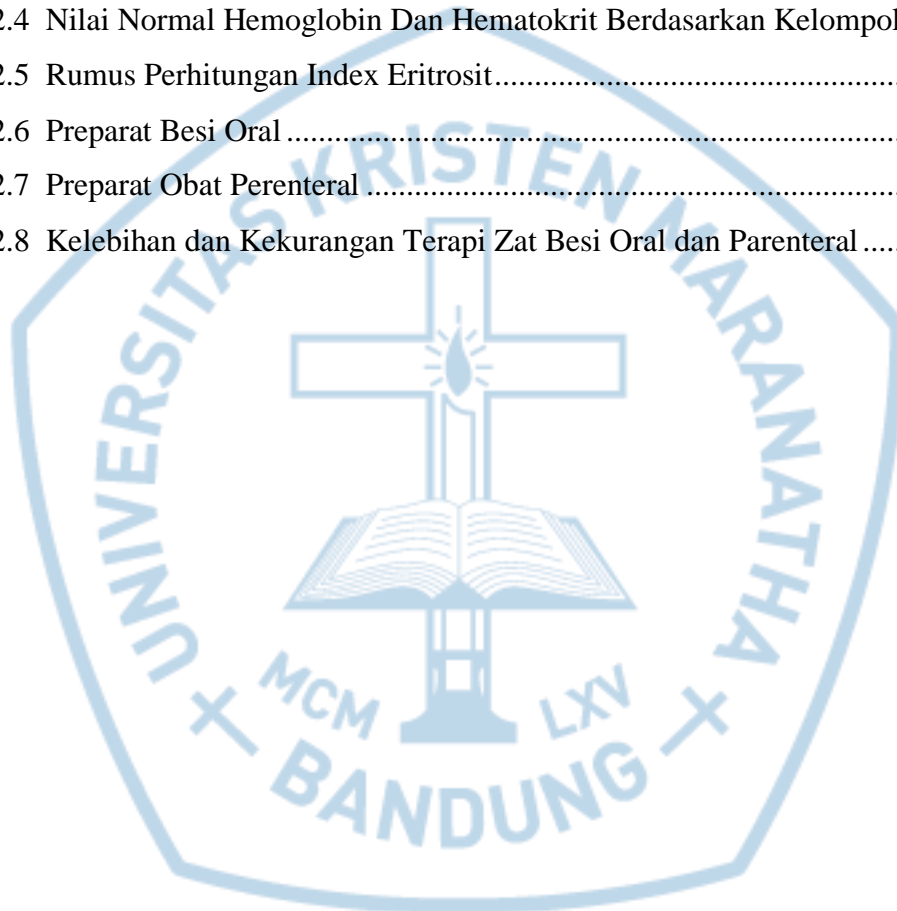 2.4 Nilai Normal Hemoglobin Dan Hematokrit Berdasarkan
2.5 Rumus Perhitungan Index Eritrosit................................................................
2.6 Preparat Besi Oral ..........................................................................................
2.7 Preparat Obat Perenteral ................................................................................
2.8 Kelebihan dan Kekurangan Terapi Zat Besi Oral dan Parenteral .....
UNIVERSITAS KRISTEN MARANATHA
MCM LXV
BANDUNG